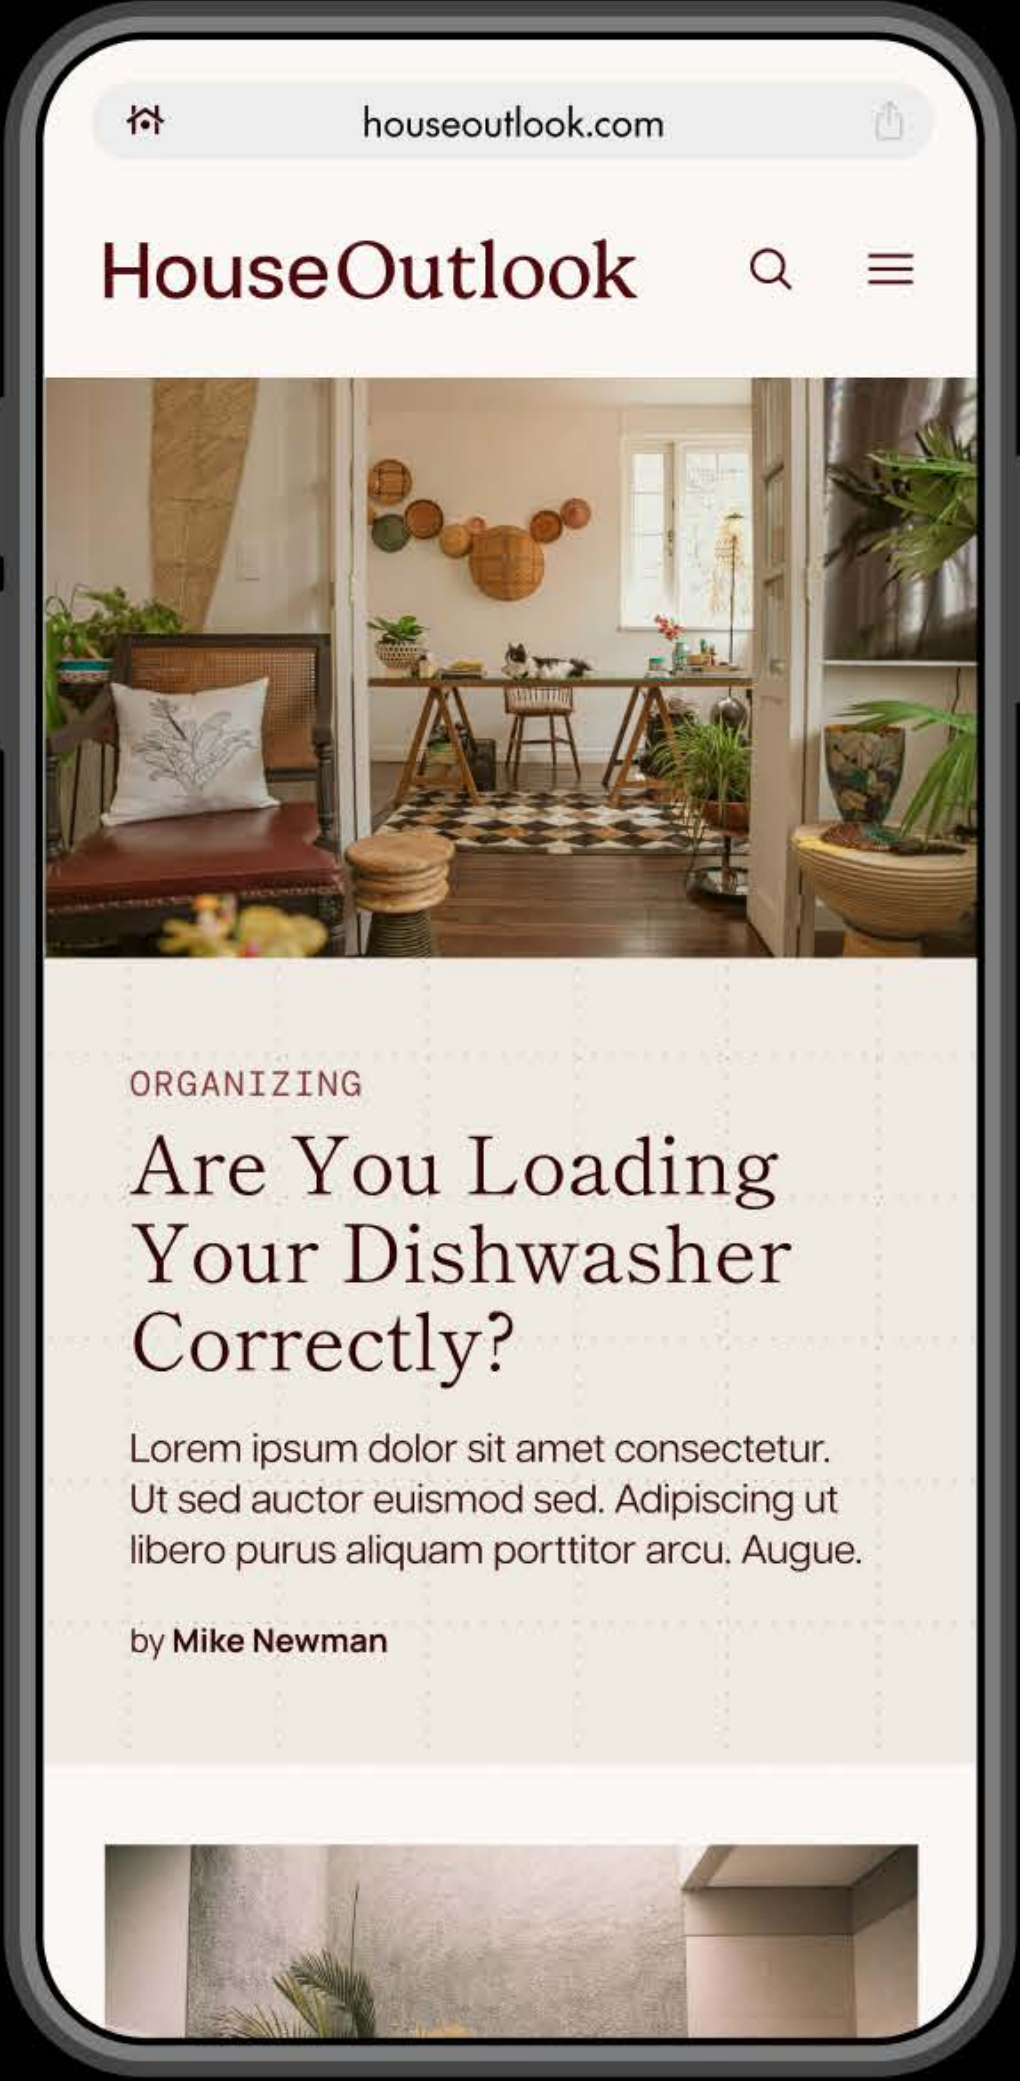 houseoutlook.com
HouseOutlook
ORGANIZING
Are You Loading
Your Dishwasher
Correctly?
Lorem ipsum dolor sit amet consectetur.
Ut sed auctor euismod sed. Adipiscing ut
libero purus aliquam porttitor arcu. Augue.
by Mike Newman